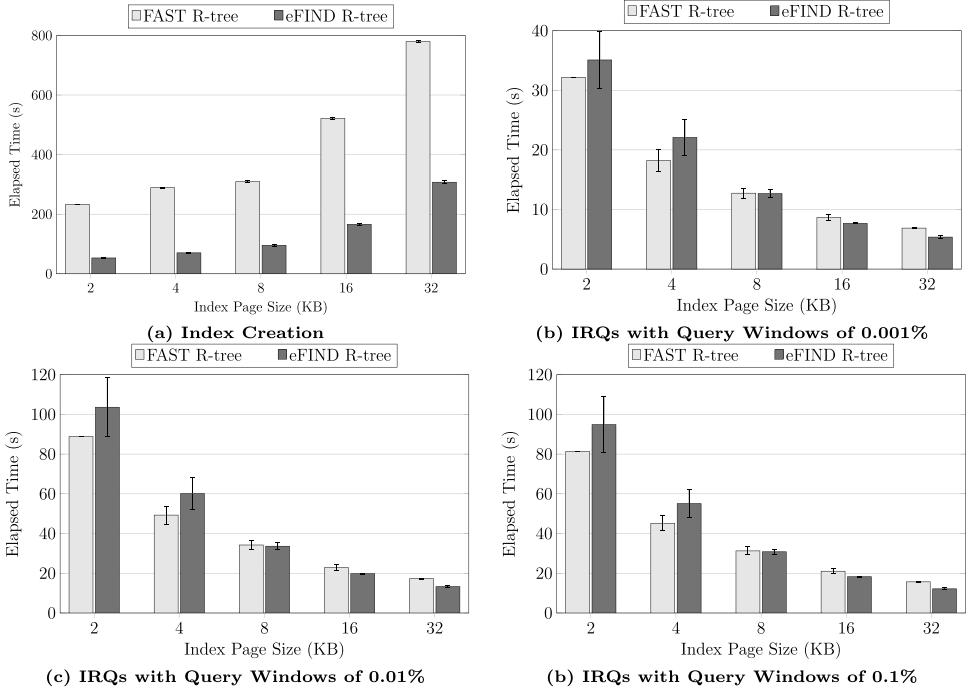 FAST R-tree eFIND R-tree
800
600
400
200
0
Elapsed Time (s)
2 4 8 16 32
Index Page Size (KB)
(a) Index Creation
FAST R-tree eFIND R-tree
40
30
20
10
0
Elapsed Time (s)
2 4 8 16 32
Index Page Size (KB)
(b) IRQs with Query Windows of 0.001%
FAST R-tree eFIND R-tree
120
100
80
60
40
20
0
Elapsed Time (s)
2 4 8 16 32
Index Page Size (KB)
(c) IRQs with Query Windows of 0.01%
FAST R-tree eFIND R-tree
120
100
80
60
40
20
0
Elapsed Time (s)
2 4 8 16 32
Index Page Size (KB)
(b) IRQs with Query Windows of 0.1%